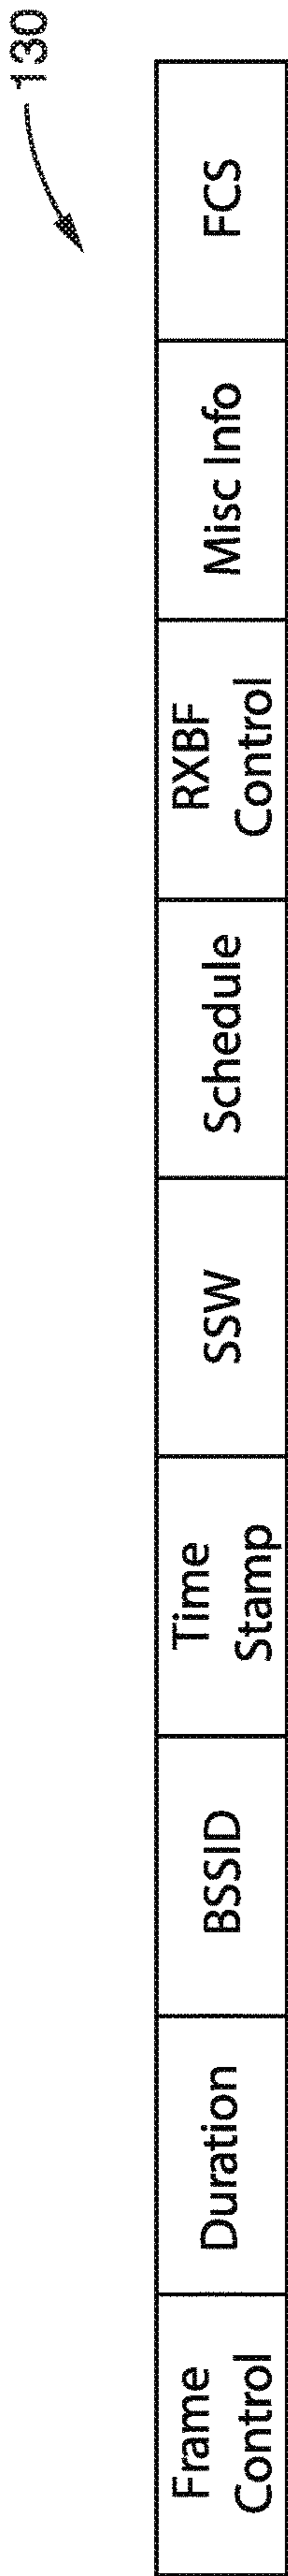 130
Frame
Control
Duration
BSSID
Time
Stamp
SSW
Schedule
RXBF
Control
Misc Info
FCS